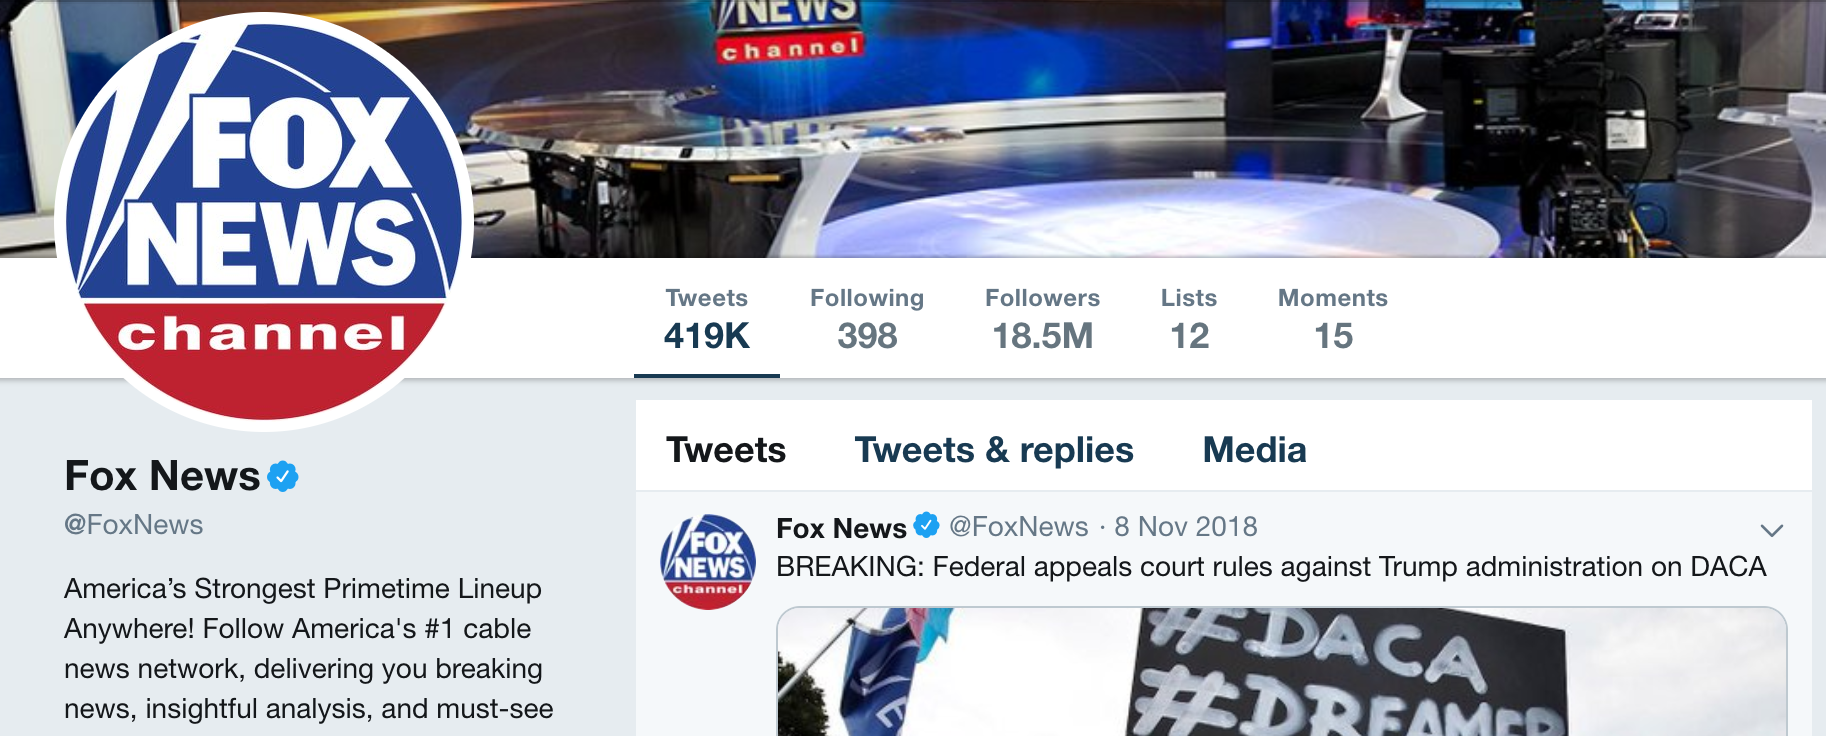 NEWS
channel
FOX
NEWS
channel
Tweets
419K
Following
398
Followers
18.5M
Lists
12
Moments
15
Fox News
@FoxNews
America’s Strongest Primetime Lineup
Anywhere! Follow America's #1 cable
news network, delivering you breaking
news, insightful analysis, and must-see
Tweets Tweets & replies Media
FOX
NEWS
channel
Fox News @FoxNews · 8 Nov 2018
BREAKING: Federal appeals court rules against Trump administration on DACA
#DACA
#DREAMER